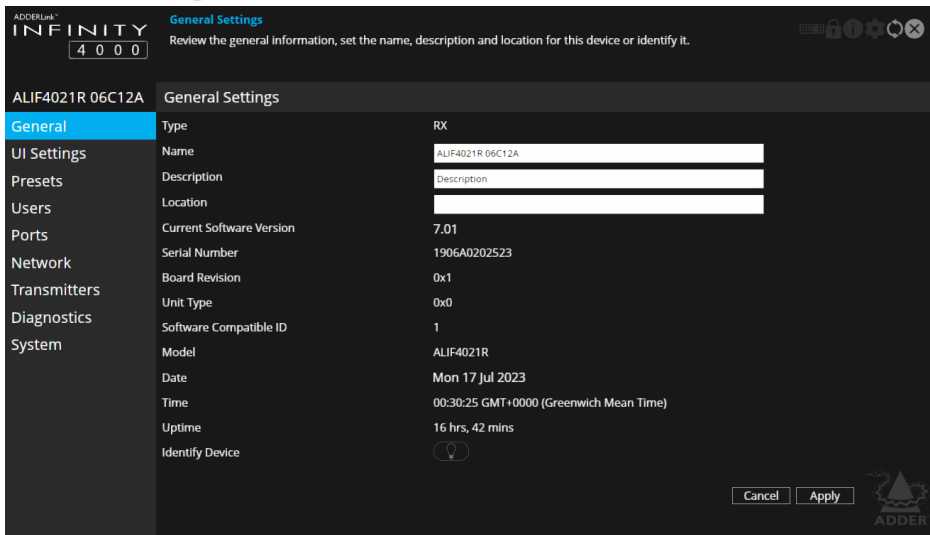 ADDERLink™
INFINITY
4000
General Settings
Review the general information, set the name, description and location for this device or identify it.
ALIF4021R 06C12A
General Settings
General
UI Settings
Presets
Users
Ports
Network
Transmitters
Diagnostics
System
Type RX
Name ALIF4021R 06C12A
Description Description
Location
Current Software Version 7.01
Serial Number 1906A0202523
Board Revision 0x1
Unit Type 0x0
Software Compatible ID 1
Model ALIF4021R
Date Mon 17 Jul 2023
Time 00:30:25 GMT+0000 (Greenwich Mean Time)
Uptime 16 hrs, 42 mins
Identify Device
Cancel Apply
ADDER